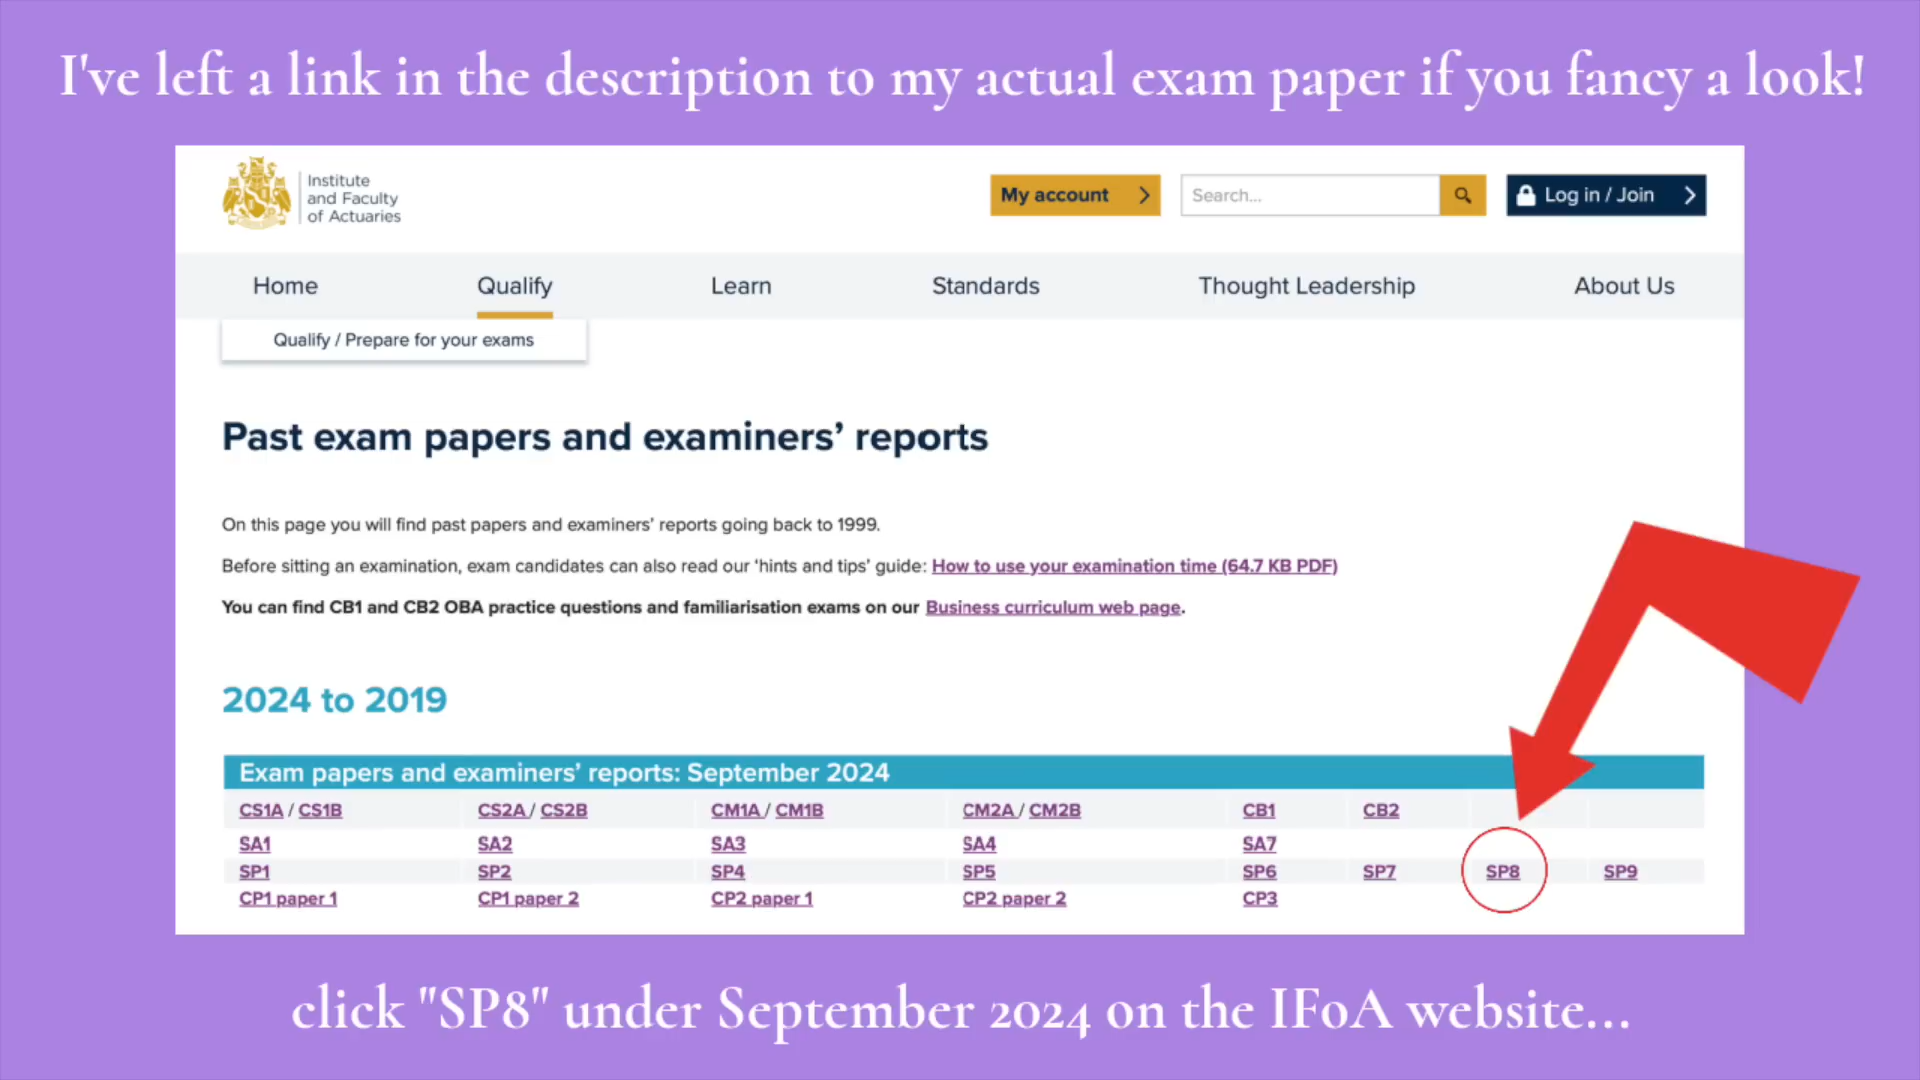 I've left a link in the description to my actual exam paper if you fancy a look!
Institute
and Faculty
of Actuaries
My account
Search...
Log in / Join
Home Qualify Learn Standards Thought Leadership About Us
Qualify / Prepare for your exams
Past exam papers and examiners’ reports
On this page you will find past papers and examiners’ reports going back to 1999.
Before sitting an examination, exam candidates can also read our ‘hints and tips’ guide: How to use your examination time (64.7 KB PDF)
You can find CB1 and CB2 OBA practice questions and familiarisation exams on our Business curriculum web page.
2024 to 2019
Exam papers and examiners’ reports: September 2024
CS1A / CS1B CS2A / CS2B CM1A / CM1B CM2A / CM2B CB1 CB2
SA1 SA2 SA3 SA4 SA7
SP1 SP2 SP4 SP5 SP6 SP7 SP8 SP9
CP1 paper 1 CP1 paper 2 CP2 paper 1 CP2 paper 2 CP3
click "SP8" under September 2024 on the IFoA website...